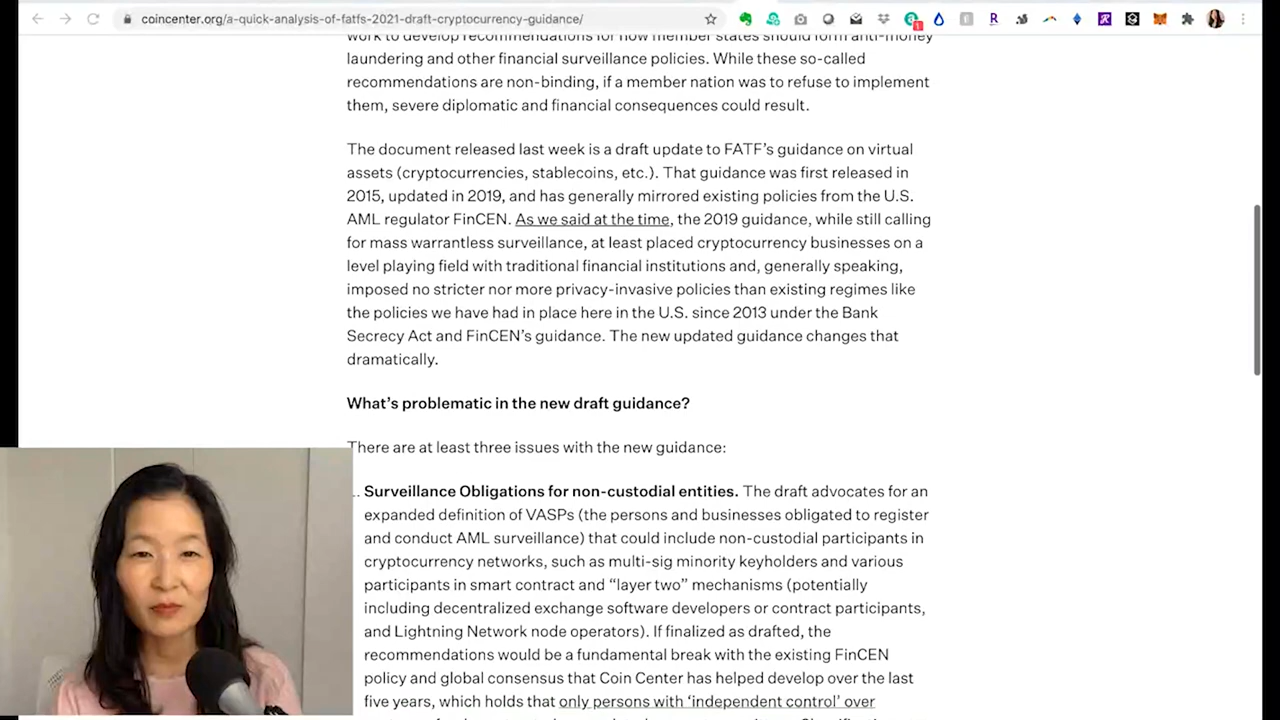 coincenter.org/a-quick-analysis-of-fatfs-2021-draft-cryptocurrency-guidance/
work to develop recommendations for how member states should form anti-money
laundering and other financial surveillance policies. While these so-called
recommendations are non-binding, if a member nation was to refuse to implement
them, severe diplomatic and financial consequences could result.
The document released last week is a draft update to FATF’s guidance on virtual
assets (cryptocurrencies, stablecoins, etc.). That guidance was first released in
2015, updated in 2019, and has generally mirrored existing policies from the U.S.
AML regulator FinCEN. As we said at the time, the 2019 guidance, while still calling
for mass warrantless surveillance, at least placed cryptocurrency businesses on a
level playing field with traditional financial institutions and, generally speaking,
imposed no stricter nor more privacy-invasive policies than existing regimes like
the policies we have had in place here in the U.S. since 2013 under the Bank
Secrecy Act and FinCEN’s guidance. The new updated guidance changes that
dramatically.
What’s problematic in the new draft guidance?
There are at least three issues with the new guidance:
Surveillance Obligations for non-custodial entities. The draft advocates for an
expanded definition of VASPs (the persons and businesses obligated to register
and conduct AML surveillance) that could include non-custodial participants in
cryptocurrency networks, such as multi-sig minority keyholders and various
participants in smart contract and “layer two” mechanisms (potentially
including decentralized exchange software developers or contract participants,
and Lightning Network node operators). If finalized as drafted, the
recommendations would be a fundamental break with the existing FinCEN
policy and global consensus that Coin Center has helped develop over the last
five years, which holds that only persons with ‘independent control’ over